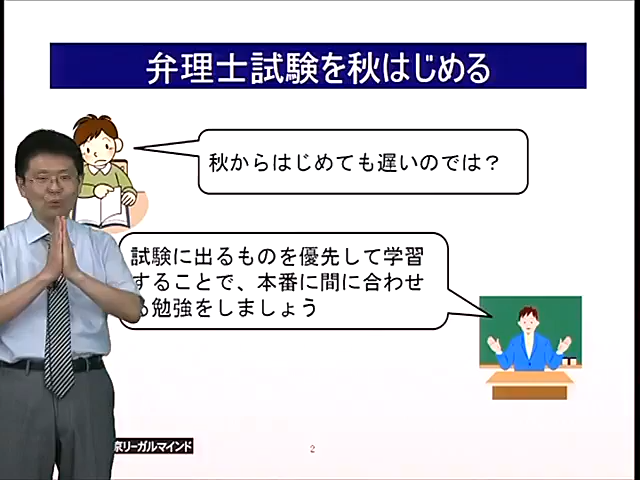 弁理士試験を秋はじめる
秋からはじめても遅いのでは？
試験に出るものを優先して学習
することで、本番に間に合わせ
る勉強をしましょう
京リーガルマインド
2